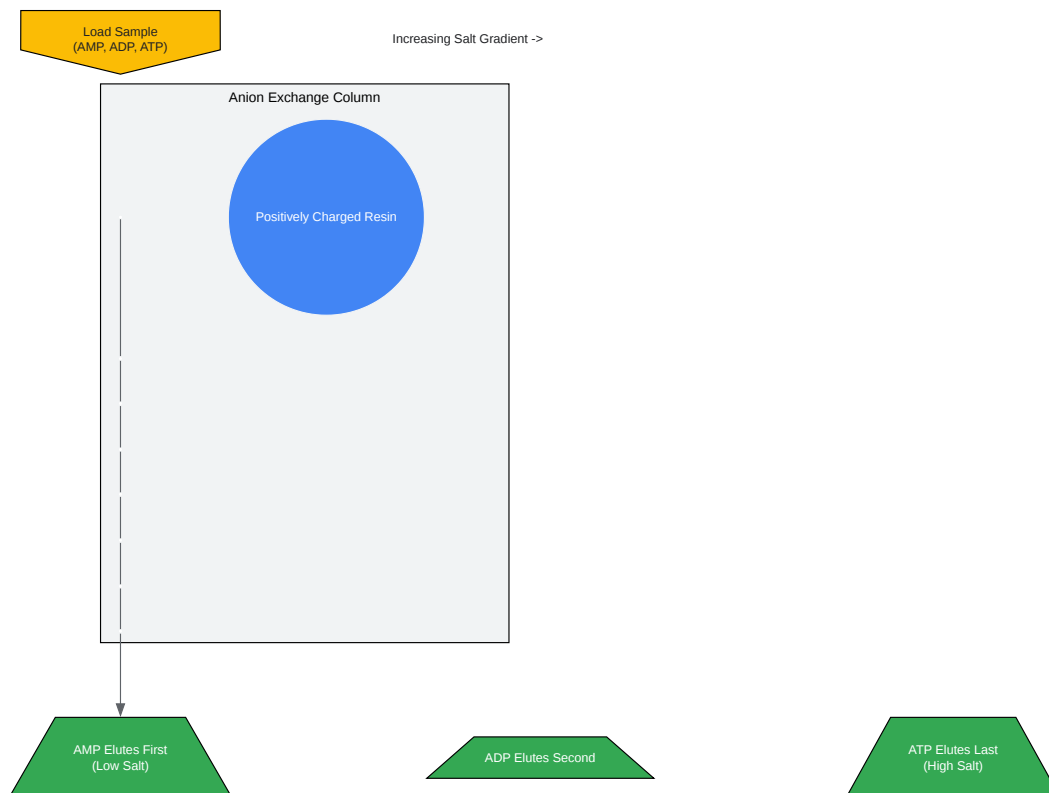 Load Sample
(AMP, ADP, ATP)
Increasing Salt Gradient ->
Anion Exchange Column
Positively Charged Resin
AMP Elutes First
(Low Salt)
ADP Elutes Second
ATP Elutes Last
(High Salt)